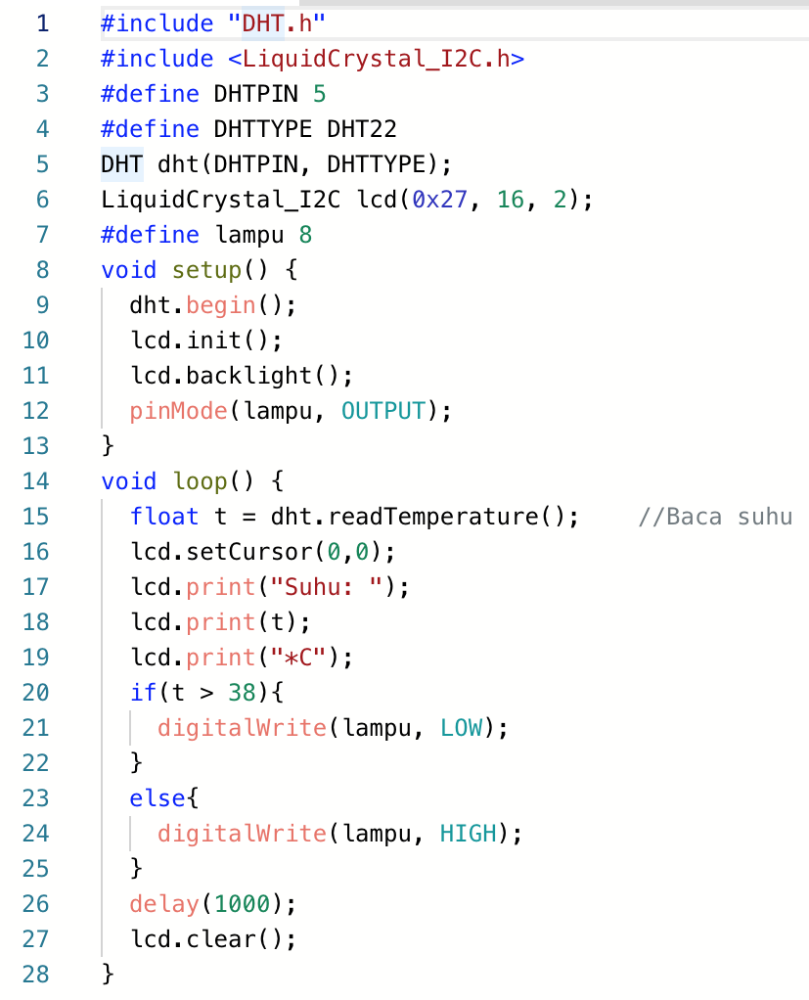 1 #include "DHT.h"
2 #include <LiquidCrystal_I2C.h>
3 #define DHTPIN 5
4 #define DHTTYPE DHT22
5 DHT dht(DHTPIN, DHTTYPE);
6 LiquidCrystal_I2C lcd(0x27, 16, 2);
7 #define lampu 8
8 void setup() {
9   dht.begin();
10   lcd.init();
11   lcd.backlight();
12   pinMode(lampu, OUTPUT);
13 }
14 void loop() {
15   float t = dht.readTemperature();    //Baca suhu
16   lcd.setCursor(0,0);
17   lcd.print("Suhu: ");
18   lcd.print(t);
19   lcd.print("*C");
20   if(t > 38){
21     digitalWrite(lampu, LOW);
22   }
23   else{
24     digitalWrite(lampu, HIGH);
25   }
26   delay(1000);
27   lcd.clear();
28 }